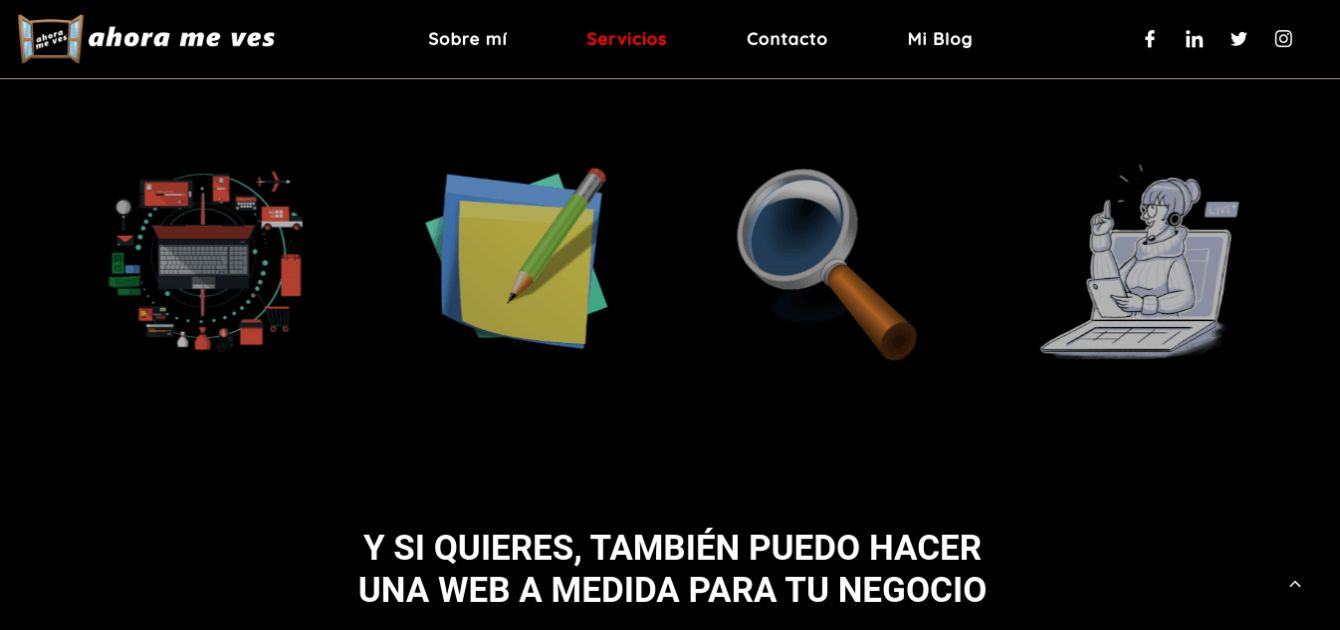 ahora
me ves
ahora me ves
Sobre mí
Servicios
Contacto
Mi Blog
LIVE
Y SI QUIERES, TAMBIÉN PUEDO HACER
UNA WEB A MEDIDA PARA TU NEGOCIO